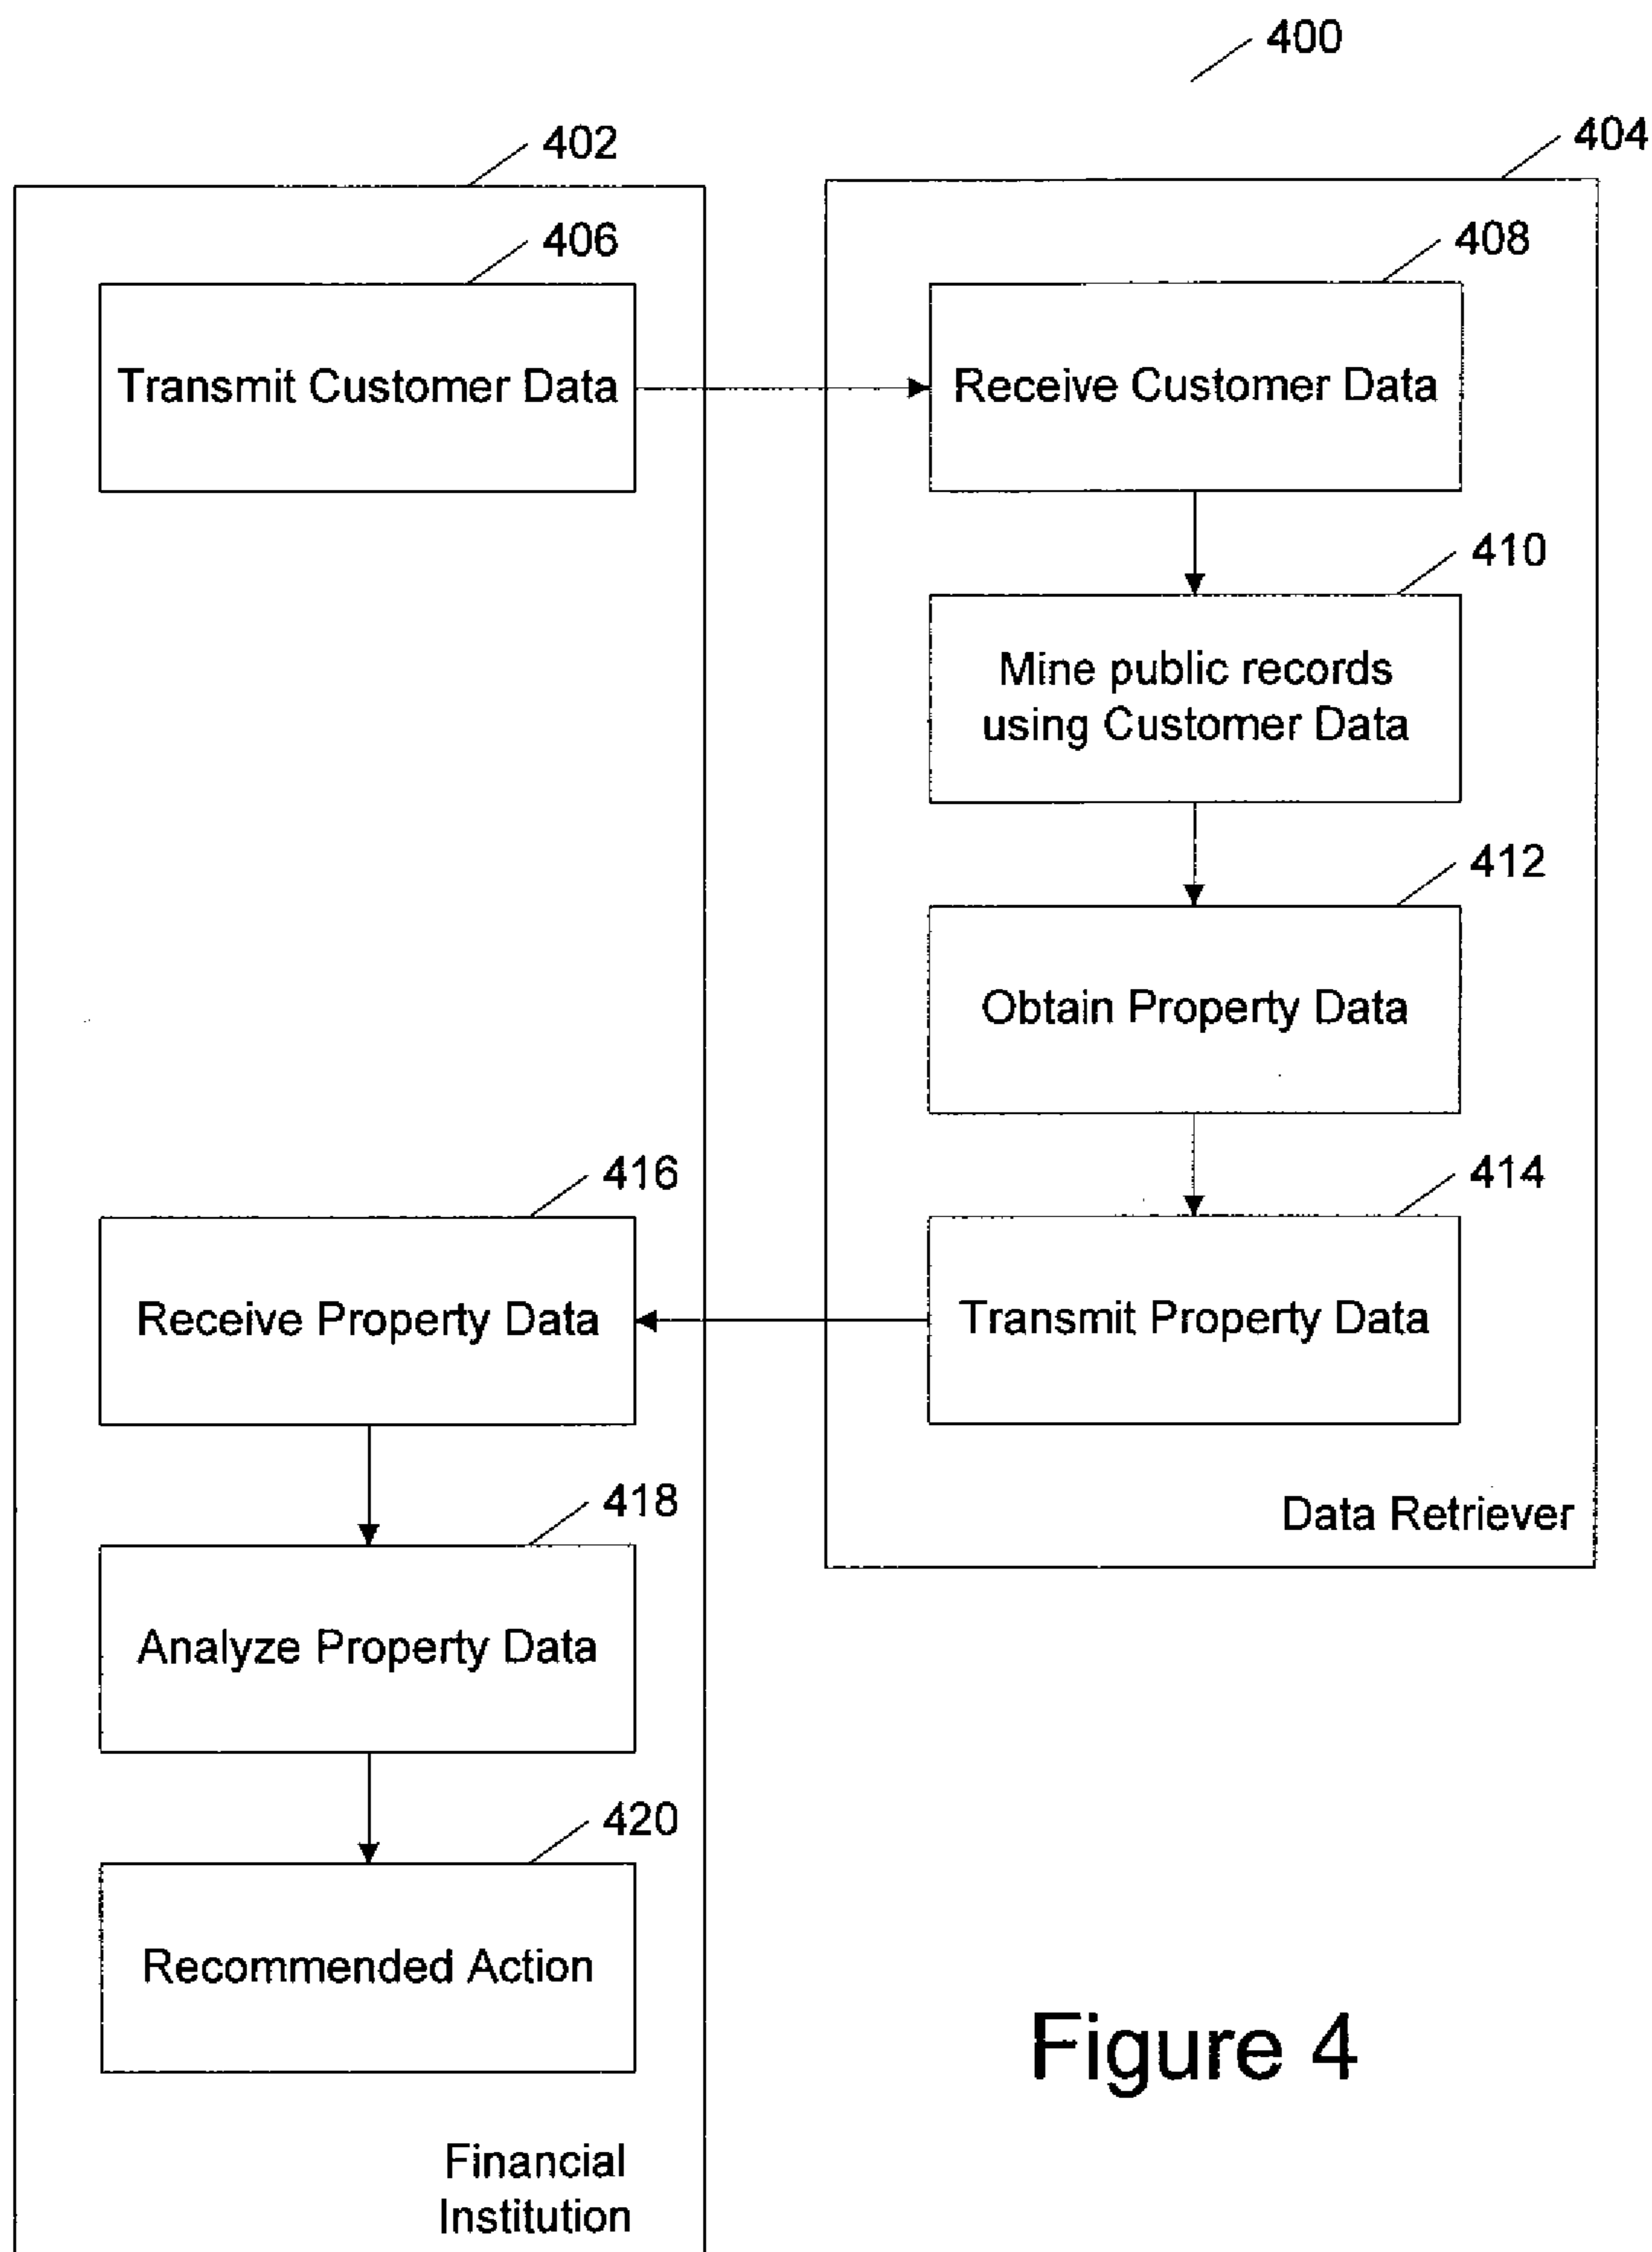 400
402
404
406
408
Transmit Customer Data
Receive Customer Data
410
Mine public records
using Customer Data
412
Obtain Property Data
416
414
Receive Property Data
Transmit Property Data
418
Data Retriever
Analyze Property Data
420
Recommended Action
Figure 4
Financial
Institution